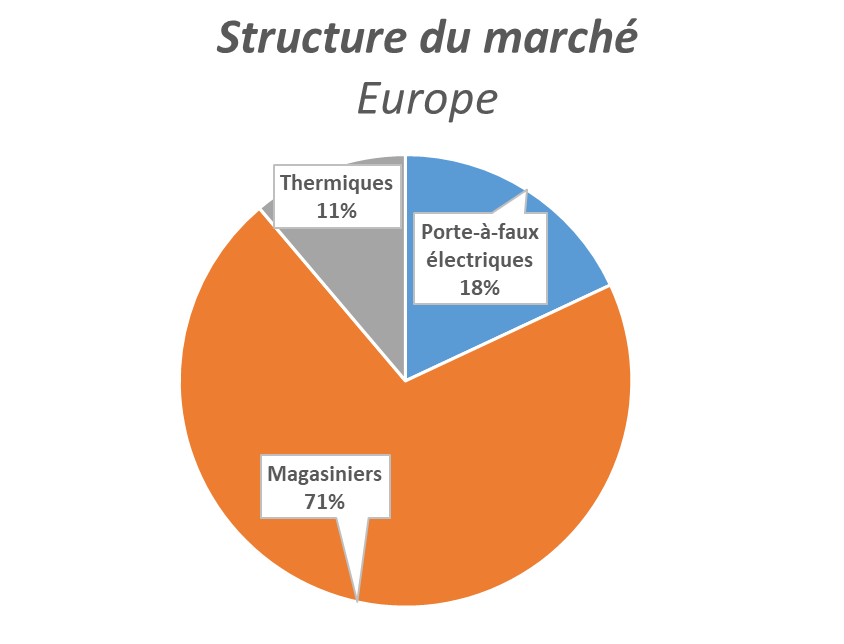 Structure du marché
Europe
Thermiques
11%
Porte-à-faux
électriques
18%
Magasiniers
71%